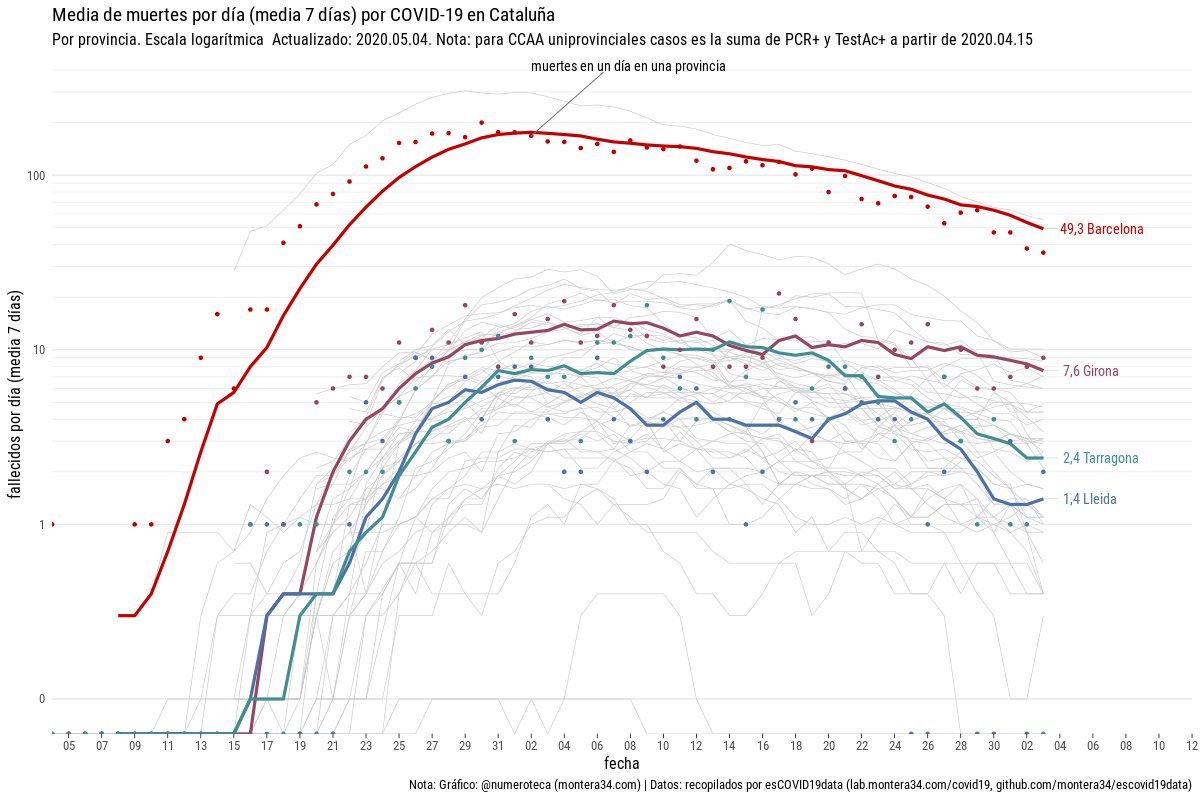 Media de muertes por día (media 7 días) por COVID-19 en Cataluña
Por provincia. Escala logarítmica  Actualizado: 2020.05.04. Nota: para CCAA uniprovinciales casos es la suma de PCR+ y TestAc+ a partir de 2020.04.15
muertes en un día en una provincia
fallecidos por día (media  7 días)
100
10
1
0
49,3 Barcelona
7,6 Girona
2,4 Tarragona
1,4 Lleida
05 07 09 11 13 15 17 19 21 23 25 27 29 31 02 04 06 08 10 12 14 16 18 20 22 24 26 28 30 02 04 06 08 10 12
fecha
Nota: Gráfico: @numeroteca (montera34.com) | Datos: recopilados por esCOVID19data (lab.montera34.com/covid19, github.com/montera34/escovid19data)